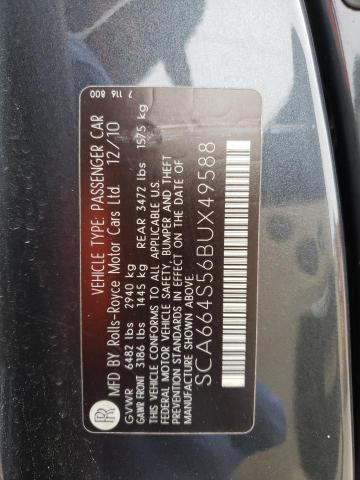 7 116 800
VEHICLE TYPE: PASSENGER CAR
MFD BY Rolls-Royce Motor Cars Ltd. 12/10
GVWR 6482 lbs 2940 kg
GAWR FRONT 3186 lbs 1445 kg REAR 3472 lbs 1575 kg
THIS VEHICLE CONFORMS TO ALL APPLICABLE U.S.
FEDERAL MOTOR VEHICLE SAFETY, BUMPER AND THEFT
PREVENTION STANDARDS IN EFFECT ON THE DATE OF
MANUFACTURE SHOWN ABOVE.
SCA664S56BUX49588
RR